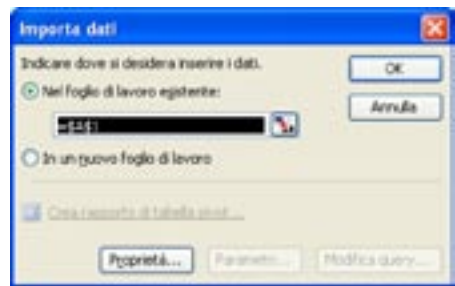 Importa dati
Indicare dove si desidera inserire i dati.
OK
Nel foglio di lavoro esistente:
Annulla
=$A$1
In un nuovo foglio di lavoro
Crea rapporto di tabella pivot...
Proprietà...
Parametri...
Modifica query...